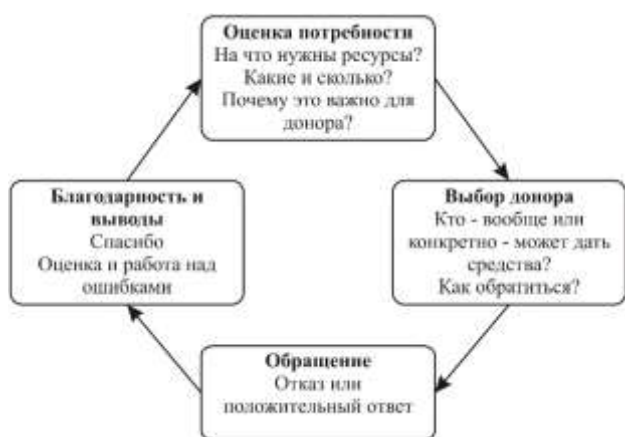 Оценка потребности
На что нужны ресурсы?
Какие и сколько?
Почему это важно для
донора?
Выбор донора
Кто - вообще или
конкретно - может дать
средства?
Как обратиться?
Обращение
Отказ или
положительный ответ
Благодарность и
выводы
Спасибо
Оценка и работа над
ошибками